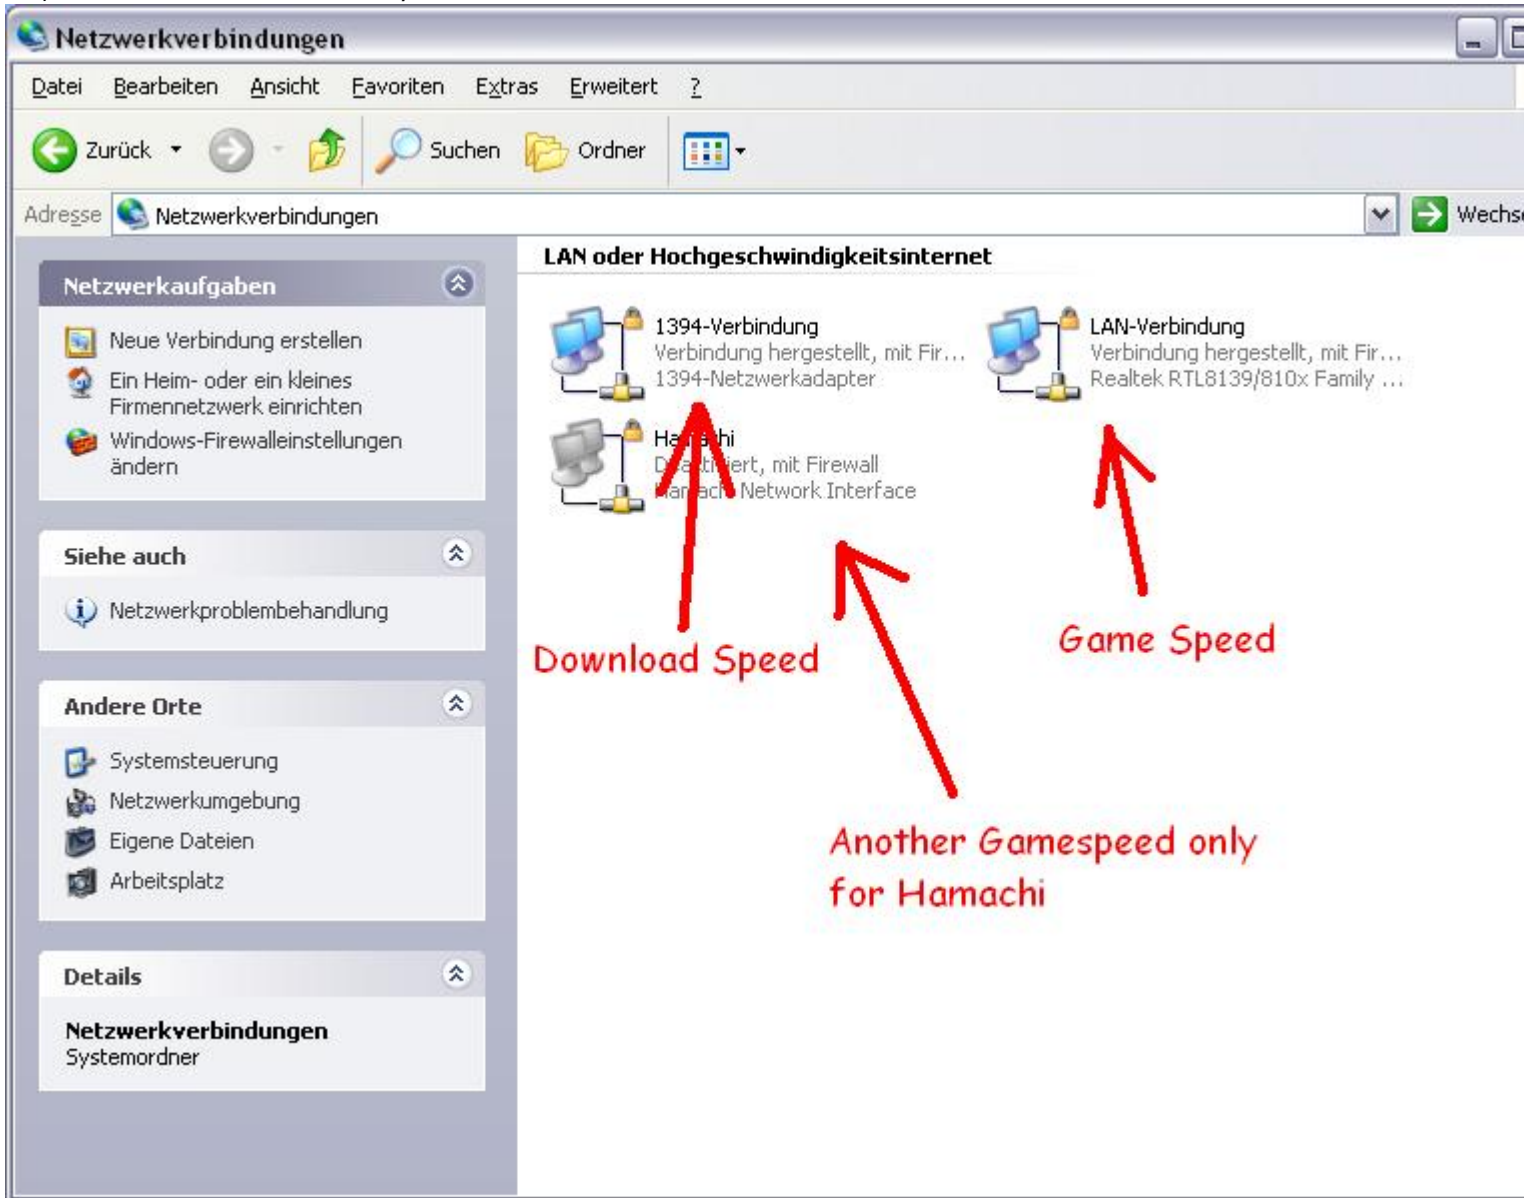 Netzwerkverbindungen
Datei Bearbeiten Ansicht Favoriten Extras Erweitert ?
Zurück Suchen Ordner
Adresse Netzwerkverbindungen
Netzwerkaufgaben
Neue Verbindung erstellen
Ein Heim- oder ein kleines
Firmennetzwerk einrichten
Windows-Firewalleinstellungen
ändern
Siehe auch
Netzwerkproblembehandlung
Andere Orte
Systemsteuerung
Netzwerkumgebung
Eigene Dateien
Arbeitsplatz
Details
Netzwerkverbindungen
Systemordner
LAN oder Hochgeschwindigkeitsinternet
1394-Verbindung
Verbindung hergestellt, mit Fir...
1394-Netzwerkadapter
LAN-Verbindung
Verbindung hergestellt, mit Fir...
Realtek RTL8139/810x Family ...
Hamachi
Deaktiviert, mit Firewall
Hamachi Network Interface
Download Speed
Game Speed
Another Gamespeed only
for Hamachi